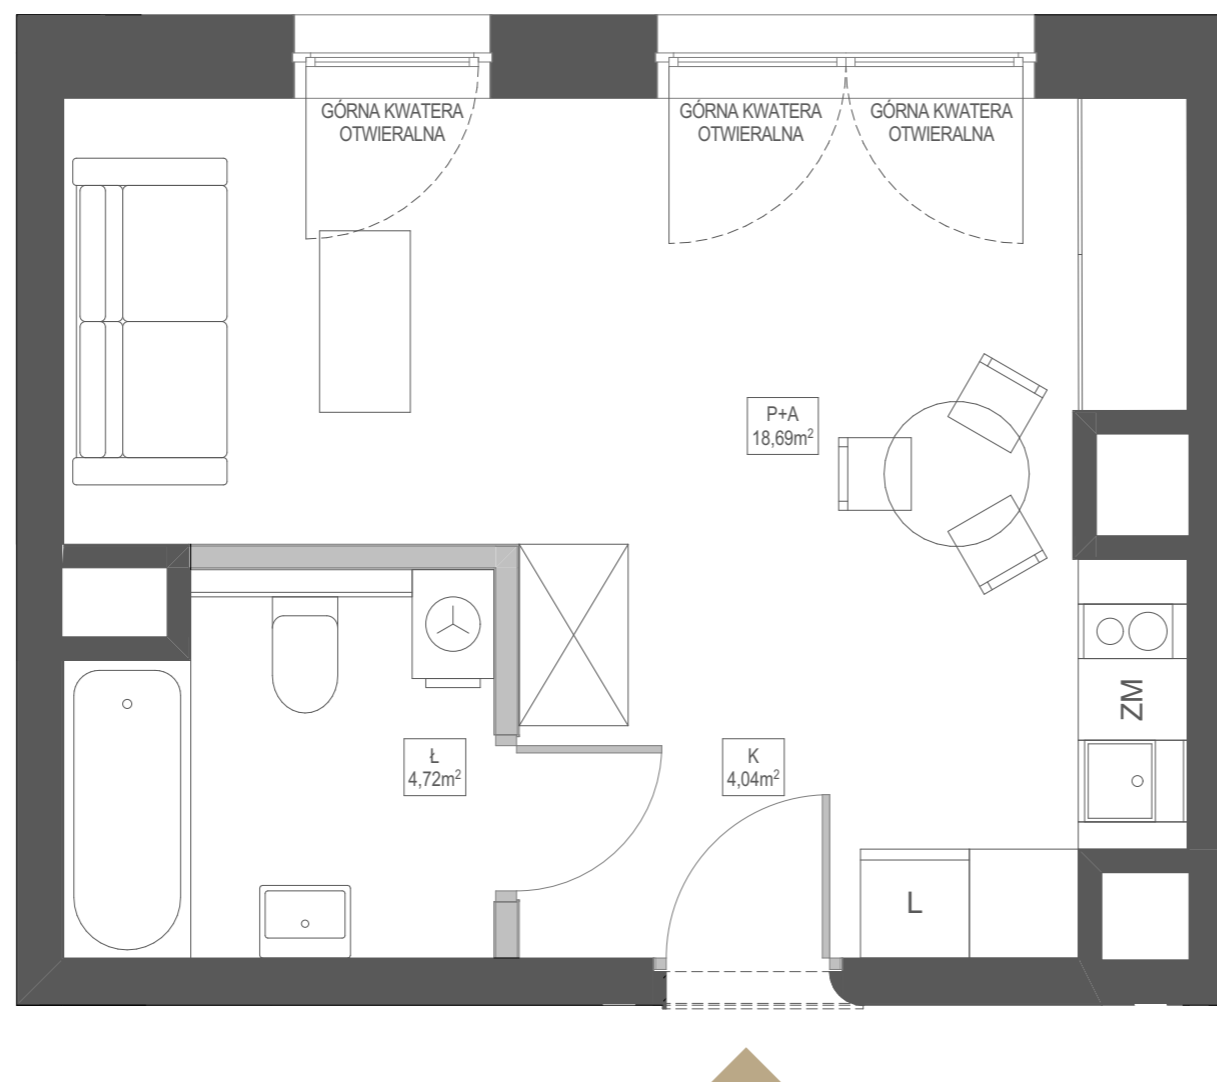 GÓRNA KWATERA
OTWIERALNA
GÓRNA KWATERA
OTWIERALNA
GÓRNA KWATERA
OTWIERALNA
P+A
18,69m²
ZM
Ł
4,72m²
K
4,04m²
L